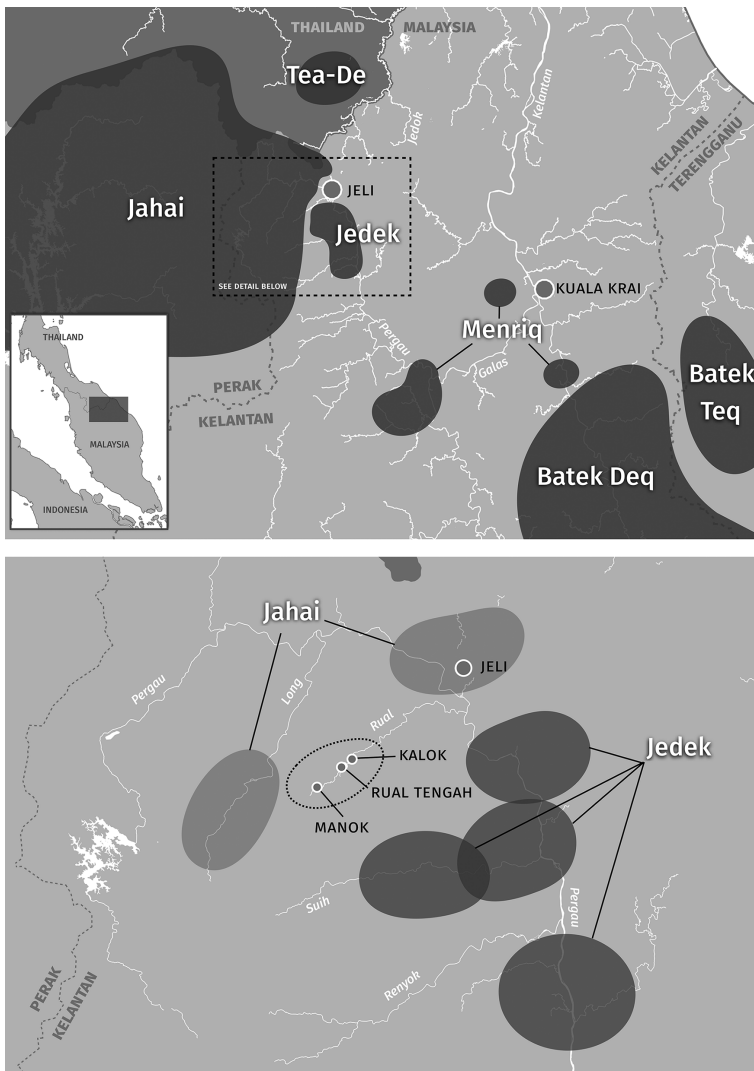 THAILAND
MALAYSIA
Tea-De
Kelantan
Jedok
KELANTAN
TERENGGANU
Jahai
JELI
Jedek
SEE DETAIL BELOW
KUALA KRAI
Menriq
Pergau
Galas
PERAK
KELANTAN
Batek
Teq
Batek Deq
THAILAND
MALAYSIA
INDONESIA
Jahai
JELI
Pergau
Long
Rual
KALOK
RUAL TENGAH
MANOK
Jedek
Suih
Pergau
Renyok
PERAK
KELANTAN